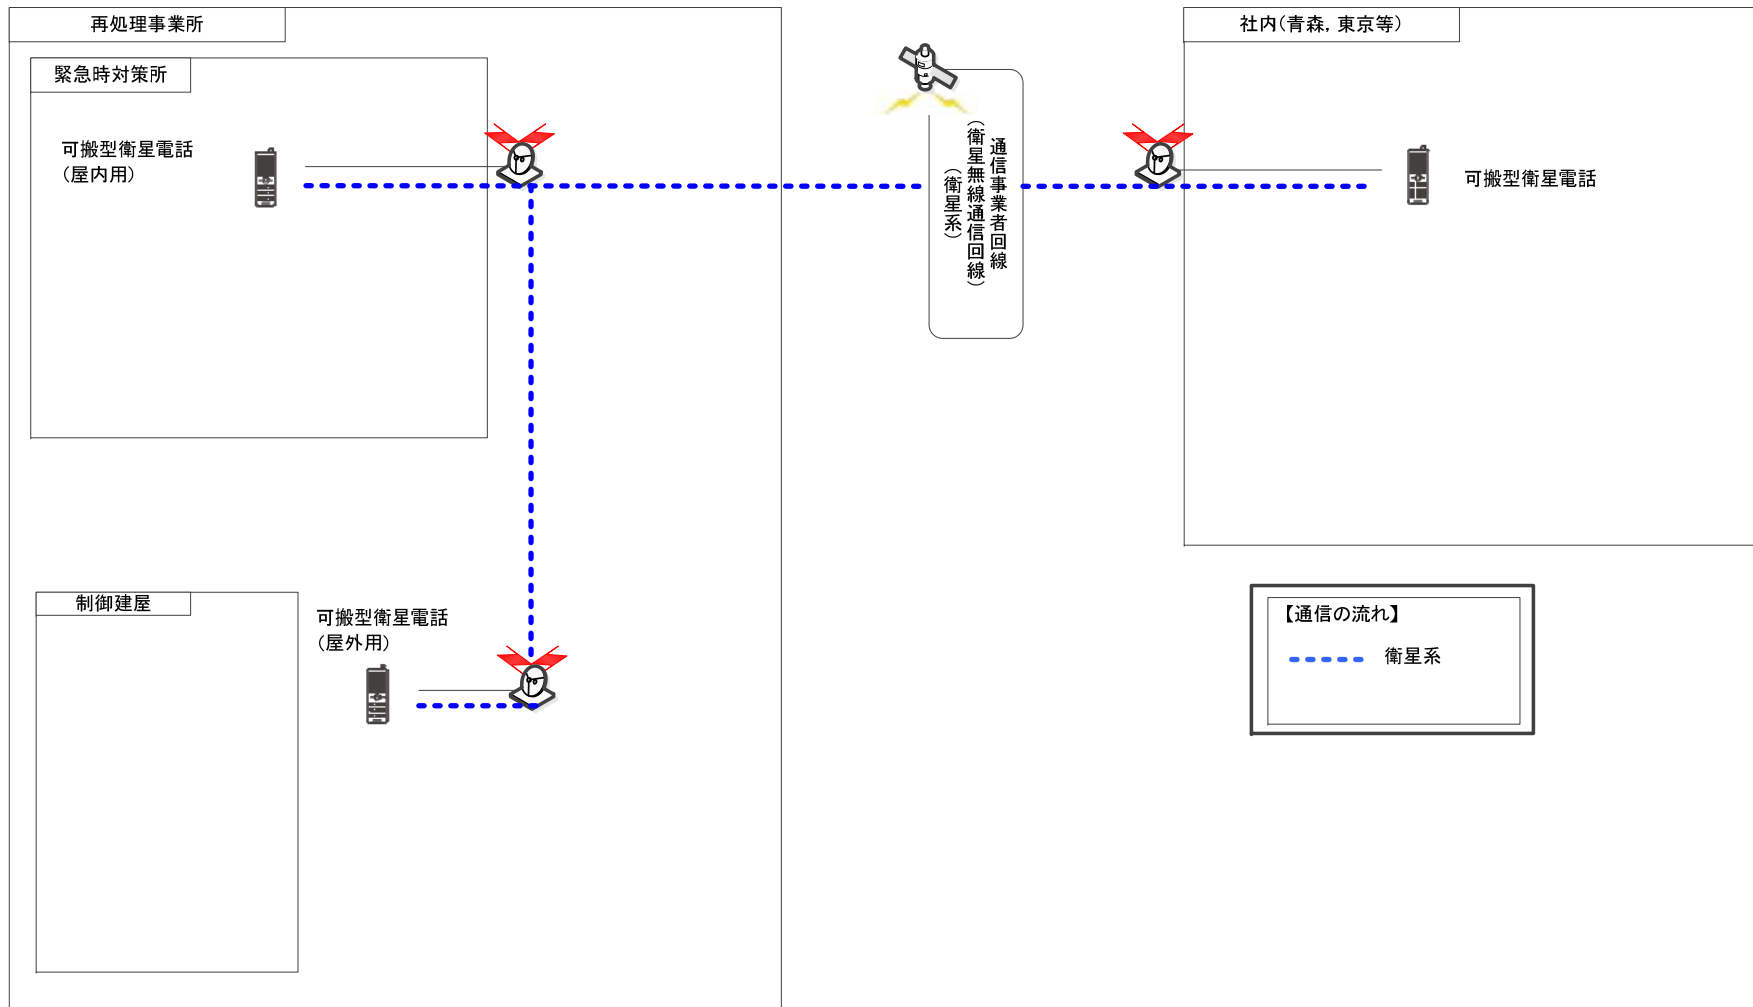 再処理事業所
緊急時対策所
可搬型衛星電話
(屋内用)
通信事業者回線
(衛星無線通信回線)
(衛星系)
社内(青森，東京等)
可搬型衛星電話
制御建屋
可搬型衛星電話
(屋外用)
【通信の流れ】
衛星系